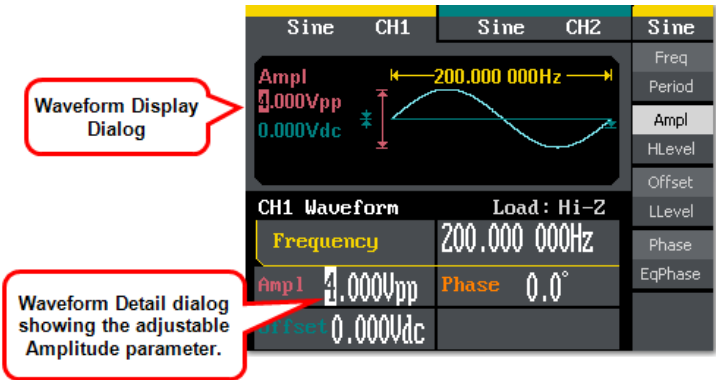 Sine CH1 Sine CH2 Sine
Freq
Period
Ampl
HLevel
Offset
LLevel
Phase
EqPhase
Waveform Display
Dialog
Ampl
4.000Vpp
0.000Vdc
200.000 000Hz
CH1 Waveform Load: Hi-Z
Frequency 200.000 000Hz
Ampl 4.000Vpp Phase 0.0°
Offset 0.000Vdc
Waveform Detail dialog
showing the adjustable
Amplitude parameter.